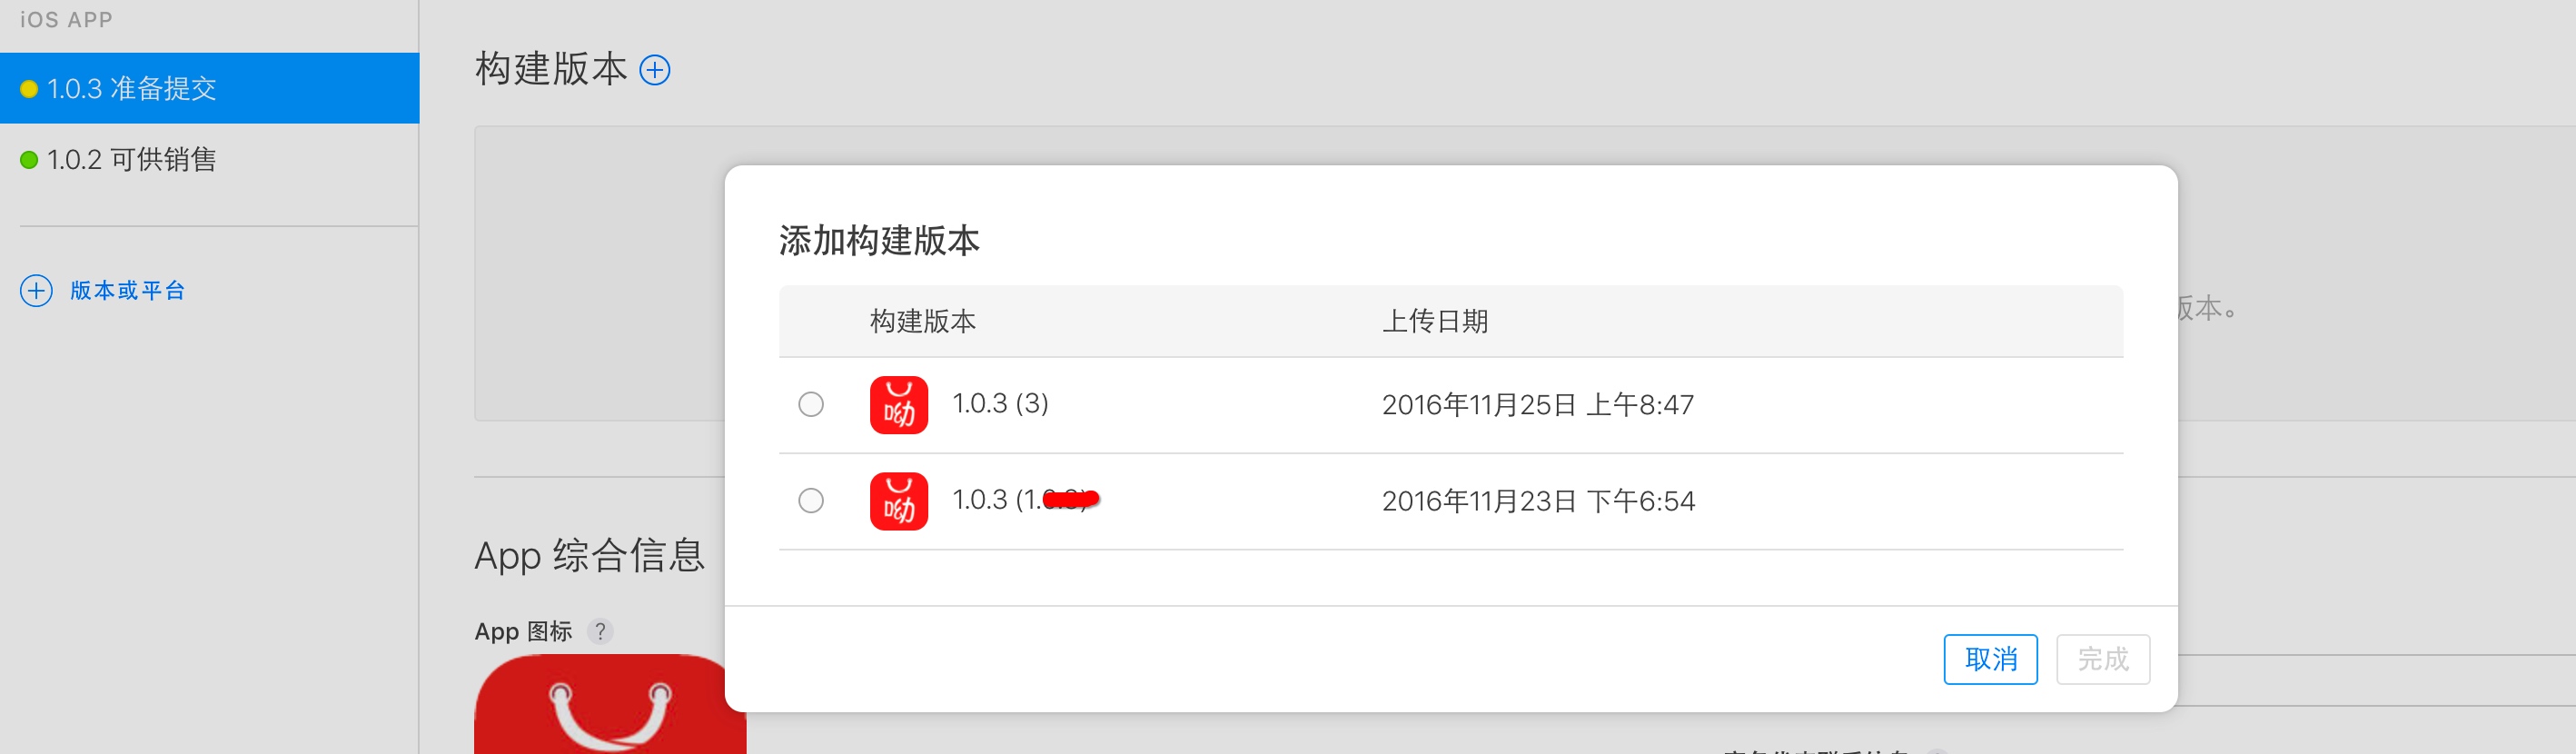 iOS APP
1.0.3 准备提交
1.0.2 可供销售
版本或平台
构建版本
版本。
添加构建版本
构建版本 上传日期
呦 1.0.3 (3) 2016年11月25日 上午8:47
呦 1.0.3 (1. 2016年11月23日 下午6:54
取消 完成
App 综合信息
App 图标 ?